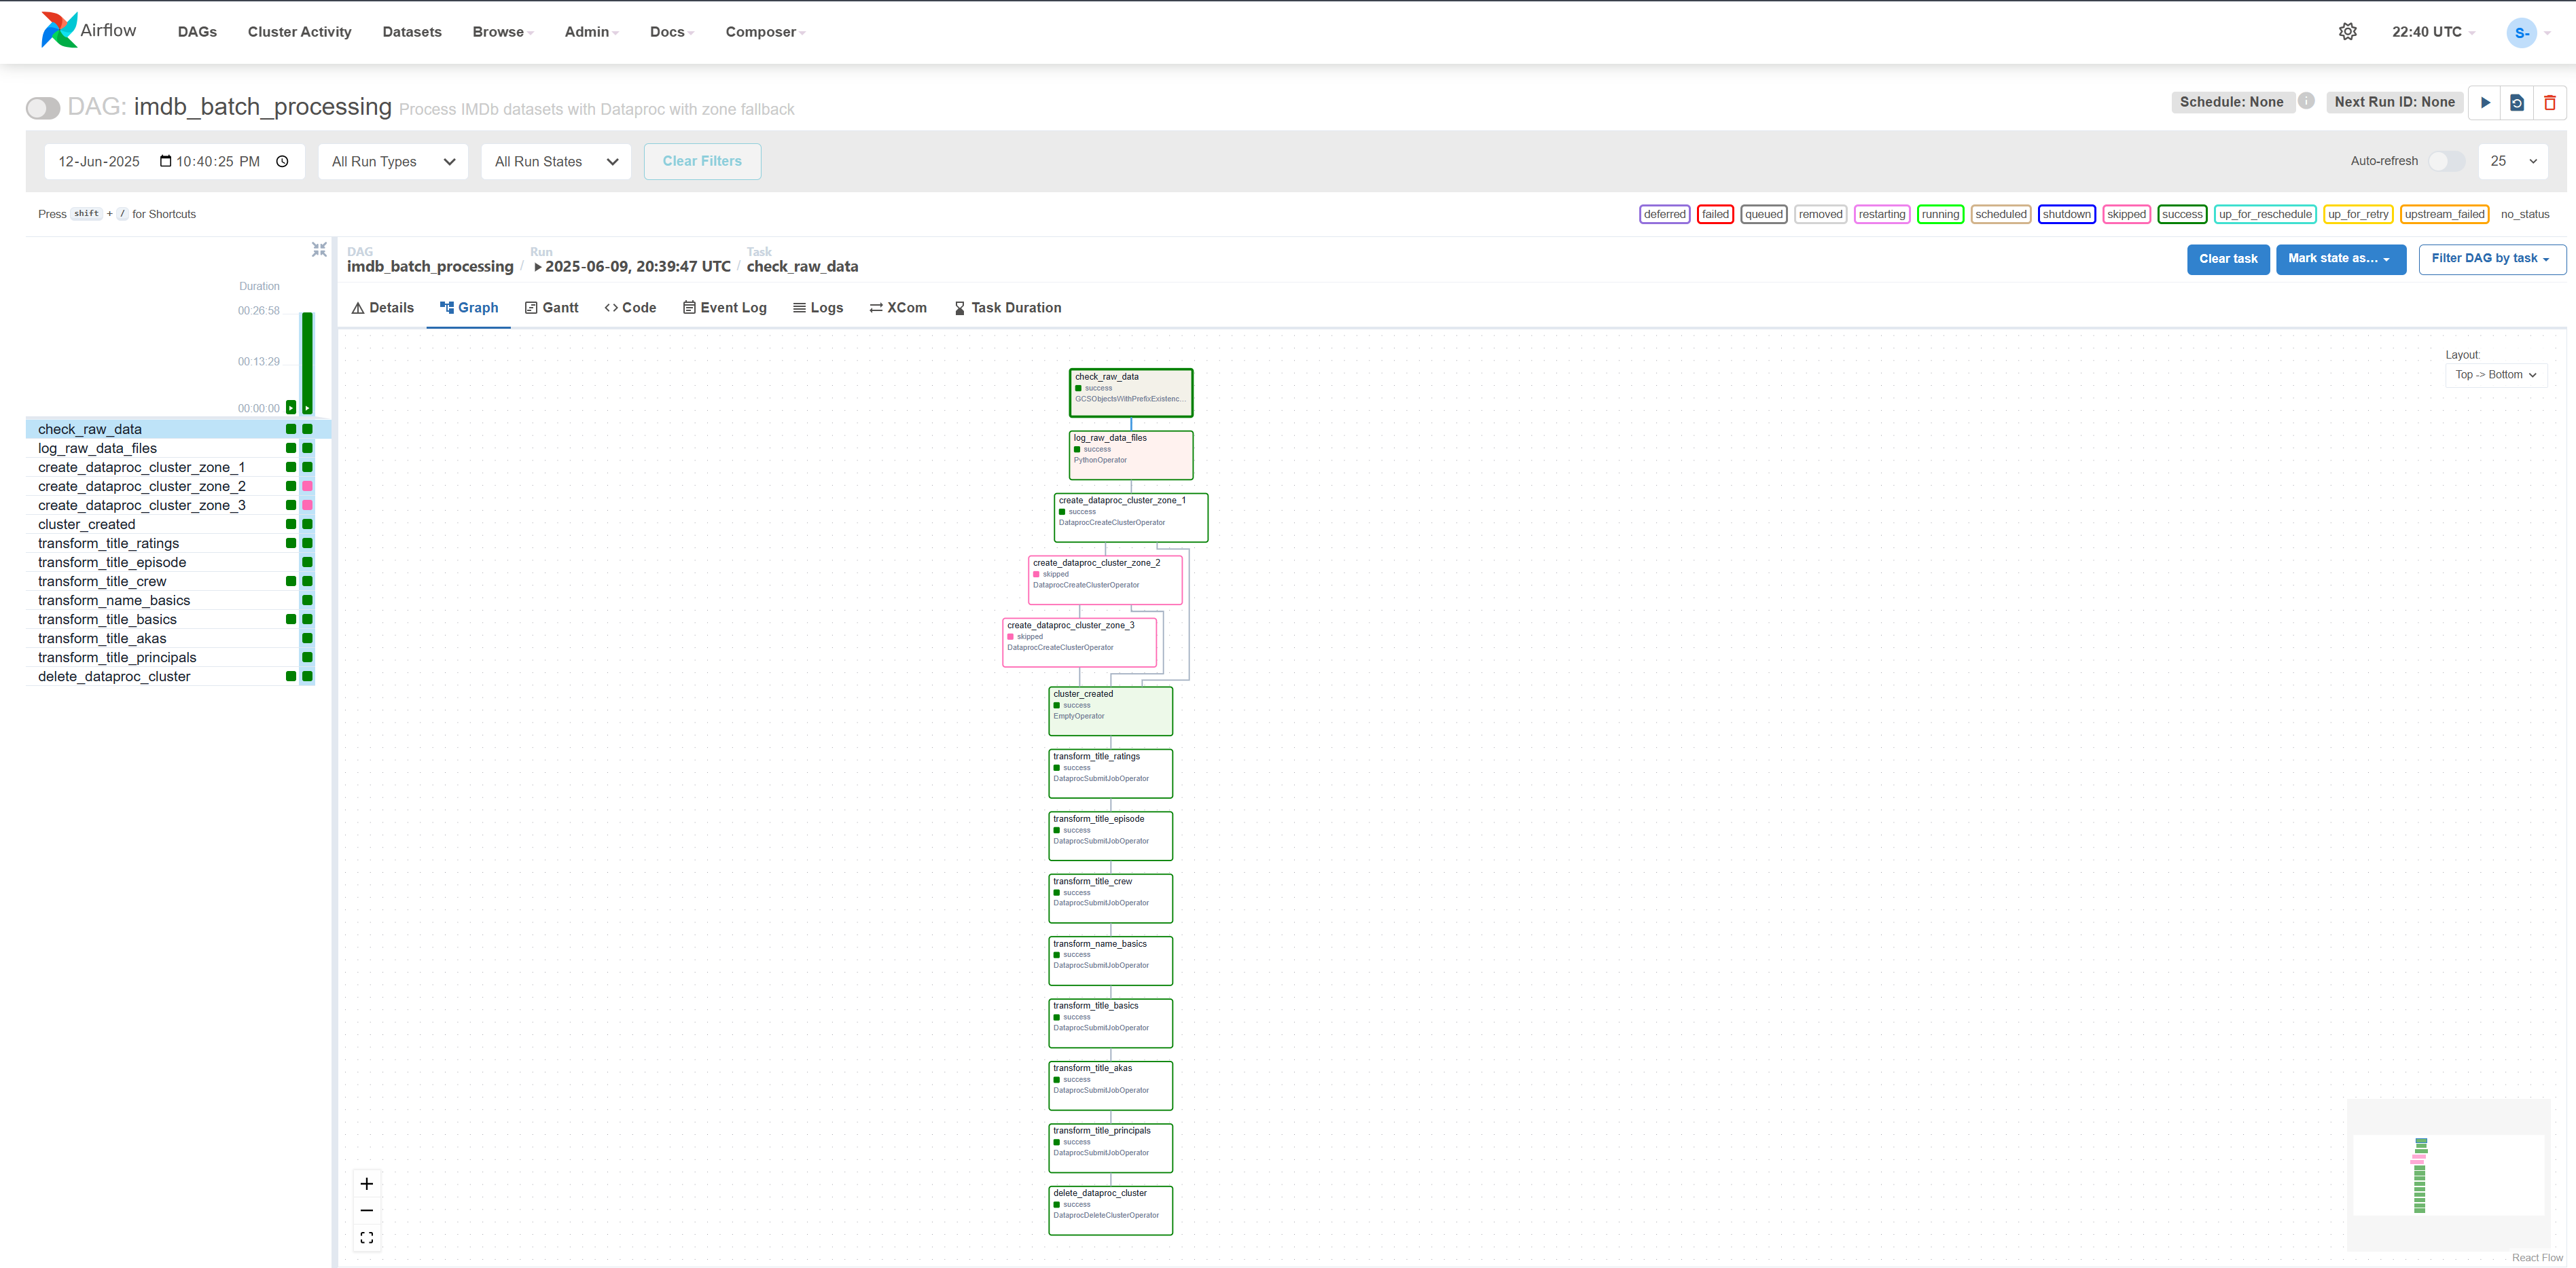 Airflow
DAGs Cluster Activity Datasets Browse Admin Docs Composer
22:40 UTC
S-
DAG: imdb_batch_processing Process IMDb datasets with Dataproc with zone fallback
Schedule: None i Next Run ID: None
12-Jun-2025 10:40:25 PM
All Run Types
All Run States
Clear Filters
Auto-refresh
25
Press shift + / for Shortcuts
deferred failed queued removed restarting running scheduled shutdown skipped success up_for_reschedule up_for_retry upstream_failed no_status
Duration
00:26:58
00:13:29
00:00:00
check_raw_data
log_raw_data_files
create_dataproc_cluster_zone_1
create_dataproc_cluster_zone_2
create_dataproc_cluster_zone_3
cluster_created
transform_title_ratings
transform_title_episode
transform_title_crew
transform_name_basics
transform_title_basics
transform_title_akas
transform_title_principals
delete_dataproc_cluster
DAG Run Task
imdb_batch_processing / 2025-06-09, 20:39:47 UTC / check_raw_data
Clear task
Mark state as...
Filter DAG by task
Details Graph Gantt Code Event Log Logs XCom Task Duration
Layout:
Top -> Bottom
check_raw_data
success
GCSObjectsWithPrefixExistenc...
log_raw_data_files
success
PythonOperator
create_dataproc_cluster_zone_1
success
DataprocCreateClusterOperator
create_dataproc_cluster_zone_2
skipped
DataprocCreateClusterOperator
create_dataproc_cluster_zone_3
skipped
DataprocCreateClusterOperator
cluster_created
success
EmptyOperator
transform_title_ratings
success
DataprocSubmitJobOperator
transform_title_episode
success
DataprocSubmitJobOperator
transform_title_crew
success
DataprocSubmitJobOperator
transform_name_basics
success
DataprocSubmitJobOperator
transform_title_basics
success
DataprocSubmitJobOperator
transform_title_akas
success
DataprocSubmitJobOperator
transform_title_principals
success
DataprocSubmitJobOperator
delete_dataproc_cluster
success
DataprocDeleteClusterOperator
React Flow